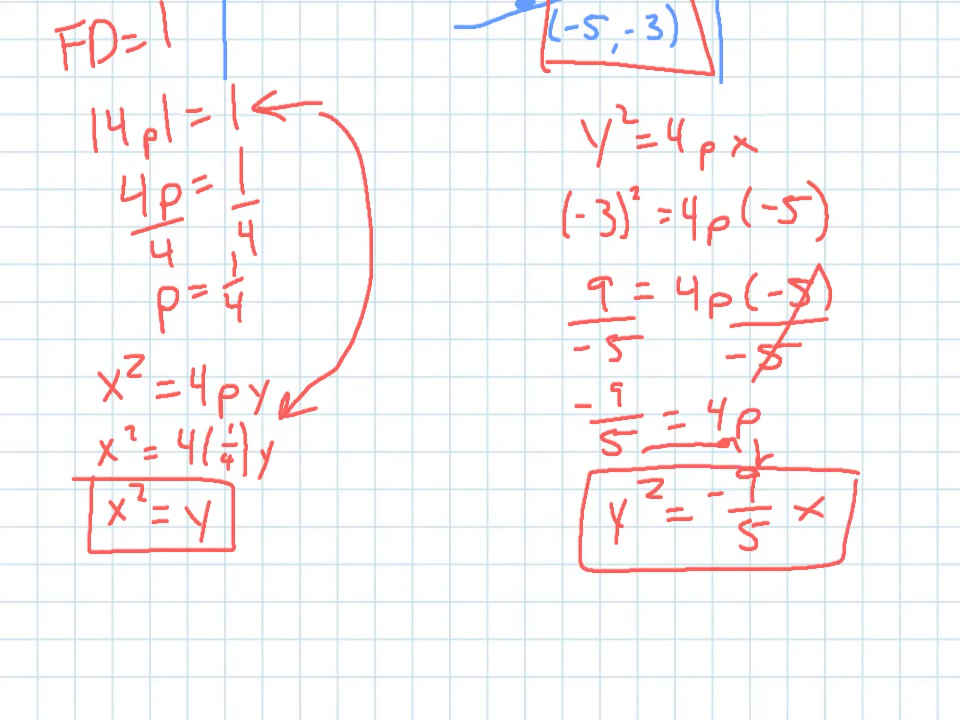 FD=1
|4p|=1
4p/4=1/4
p=1/4
x²=4py
x²=4(1/4)y
x²=y
(-5,-3)
y²=4px
(-3)²=4p(-5)
9/-5=4p(-5)/-5
-9/5=4p
y²=-9/5x